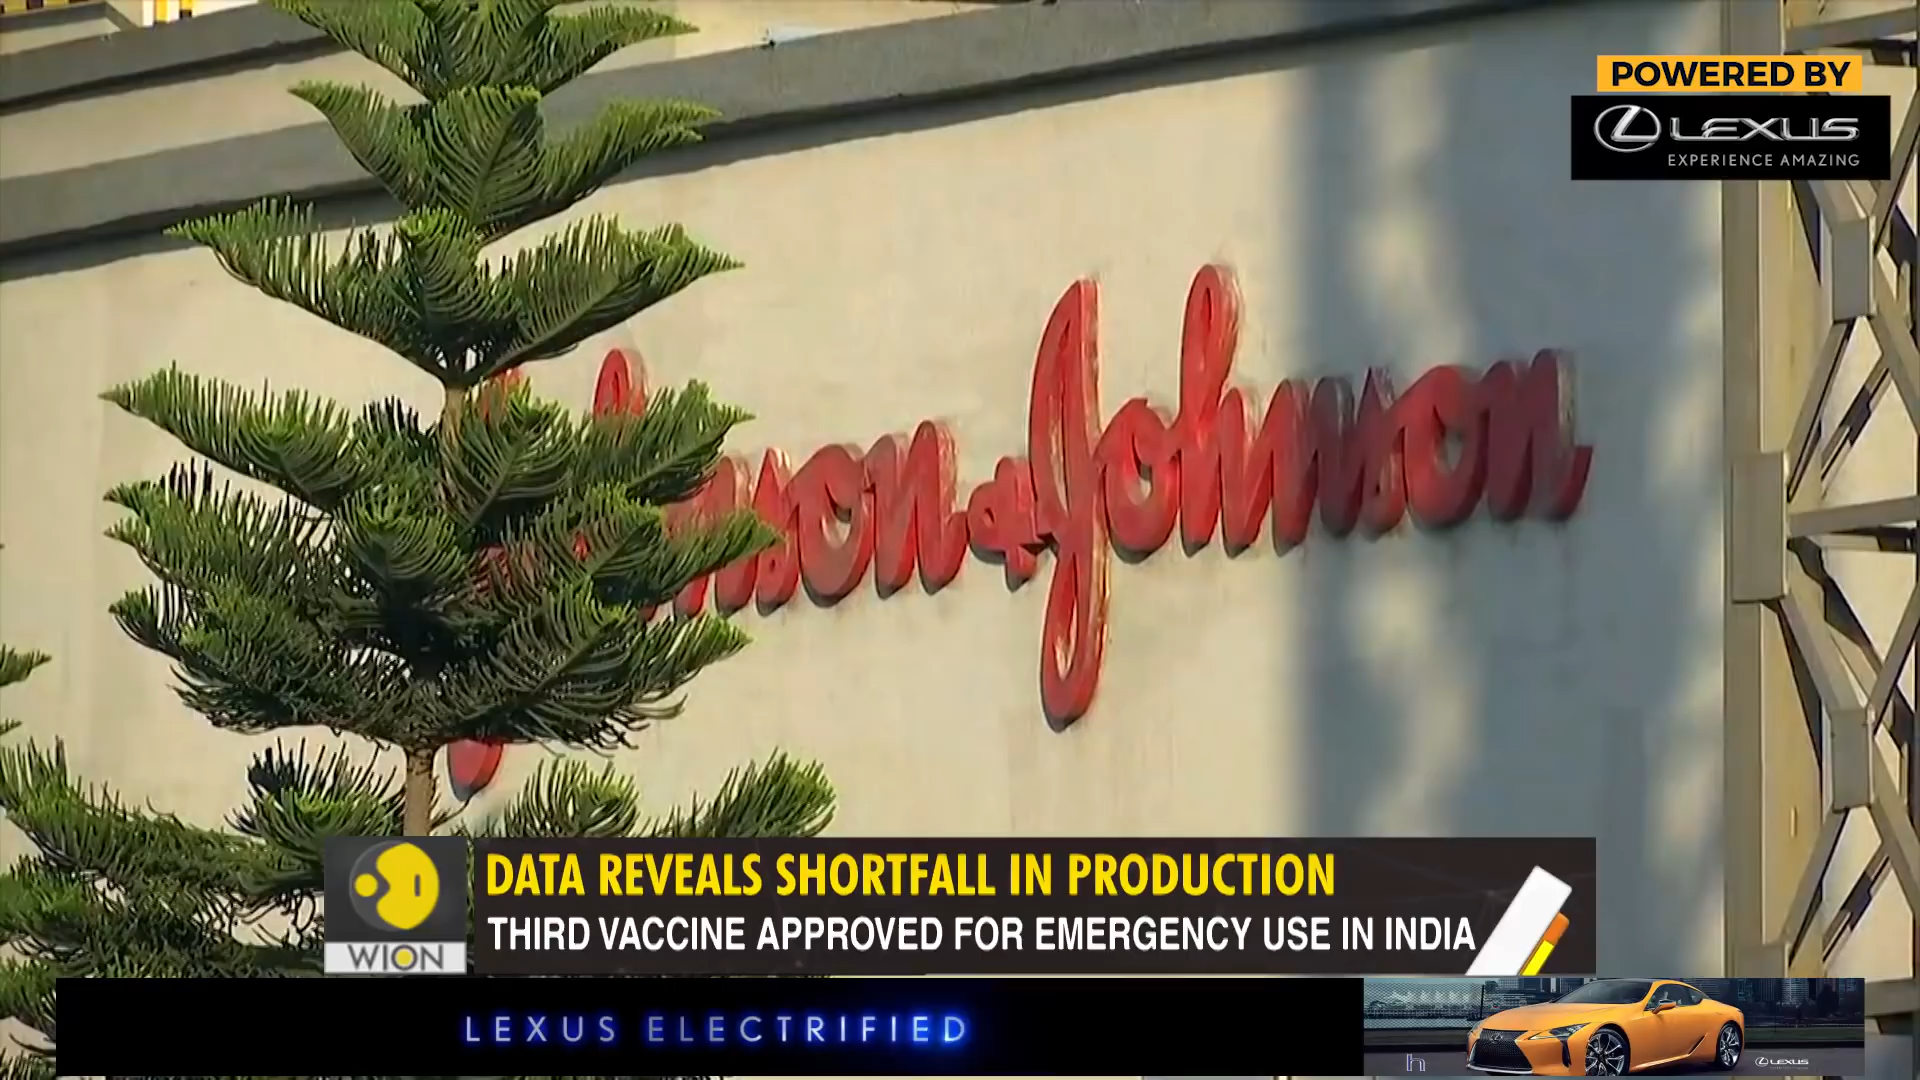 POWERED BY
LEXUS
EXPERIENCE AMAZING
Johnson & Johnson
DATA REVEALS SHORTFALL IN PRODUCTION
THIRD VACCINE APPROVED FOR EMERGENCY USE IN INDIA
WION
LEXUS ELECTRIFIED
h
LEXUS